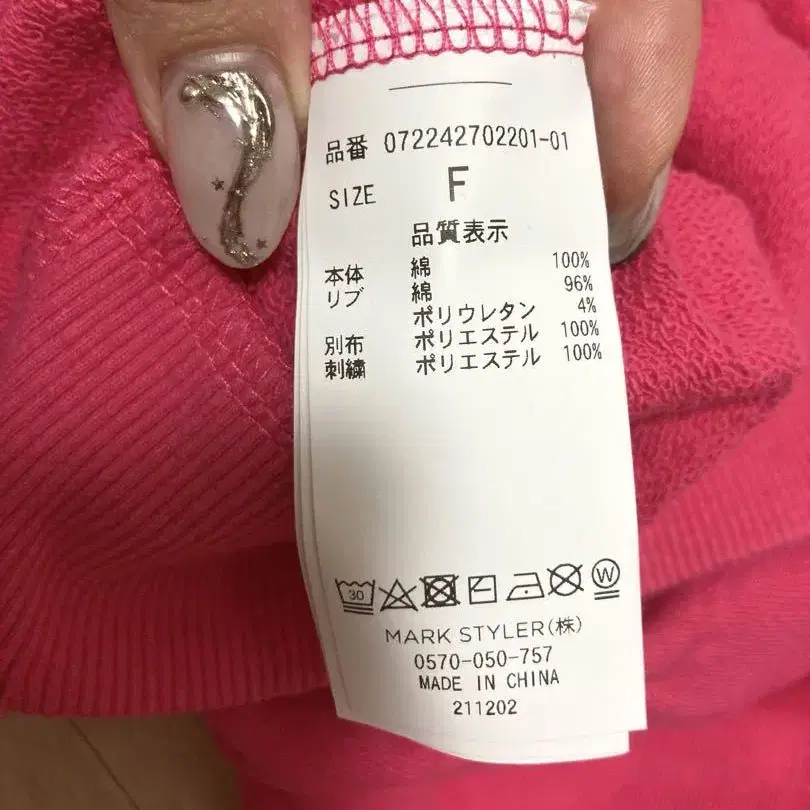 品番 072242702201-01
SIZE F
品質表示
本体 綿 100%
リブ 綿 96%
ポリウレタン 4%
別布 ポリエステル 100%
刺繍 ポリエステル 100%
30 W
MARK STYLER(株)
0570-050-757
MADE IN CHINA
211202